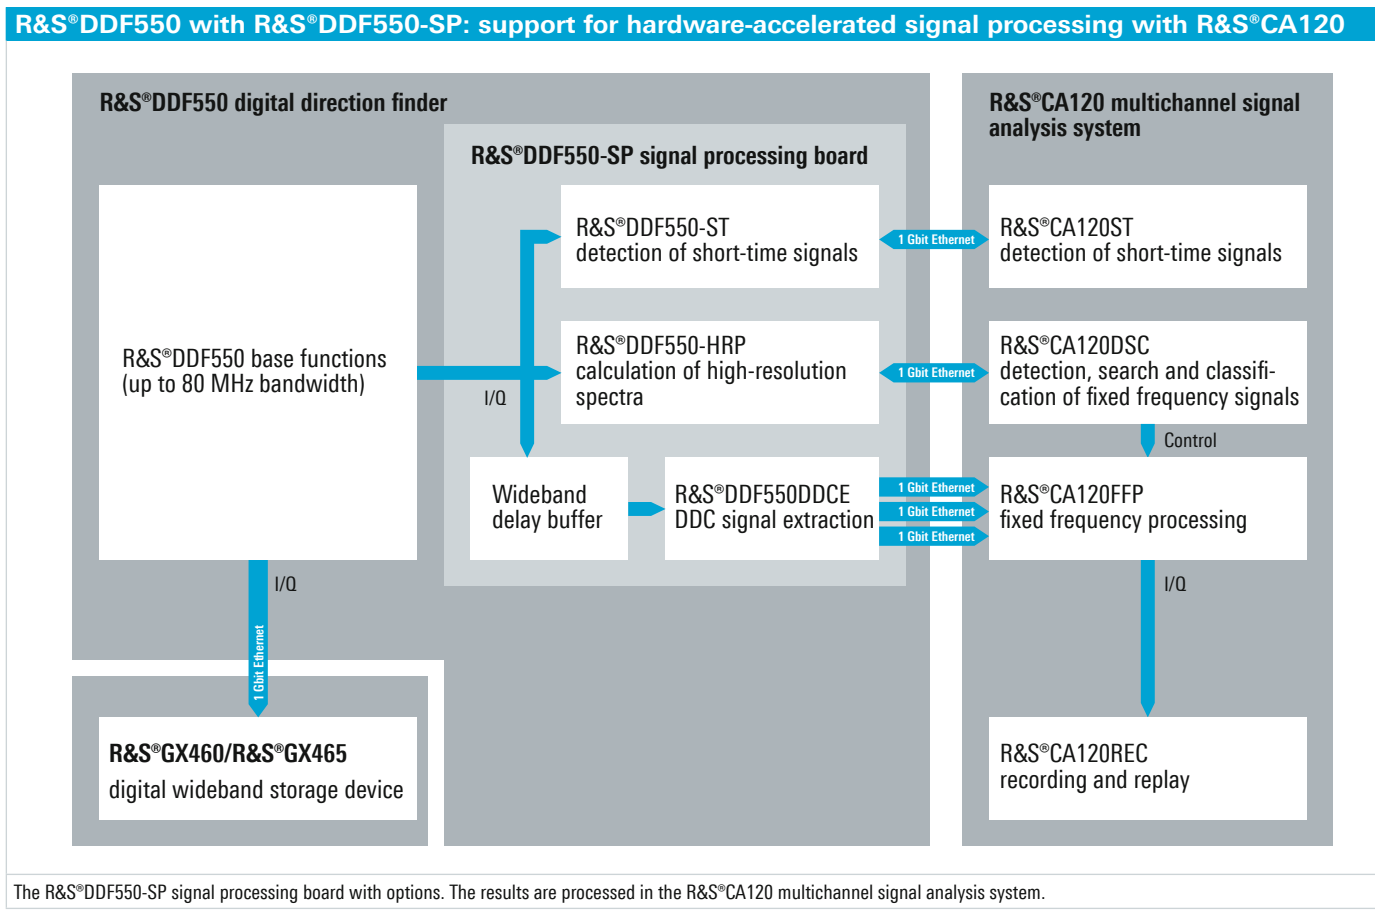 R&S®DDF550 with R&S®DDF550-SP: support for hardware-accelerated signal processing with R&S®CA120
R&S®DDF550 digital direction finder
R&S®DDF550-SP signal processing board
R&S®DDF550 base functions
(up to 80 MHz bandwidth)
I/Q
R&S®DDF550-ST
detection of short-time signals
R&S®DDF550-HRP
calculation of high-resolution
spectra
Wideband
delay buffer
R&S®DDF550DDCE
DDC signal extraction
1 Gbit Ethernet
1 Gbit Ethernet
1 Gbit Ethernet
1 Gbit Ethernet
1 Gbit Ethernet
R&S®CA120 multichannel signal
analysis system
R&S®CA120ST
detection of short-time signals
R&S®CA120DSC
detection, search and classifi-
cation of fixed frequency signals
Control
R&S®CA120FFP
fixed frequency processing
I/Q
R&S®CA120REC
recording and replay
I/Q
1 Gbit Ethernet
R&S®GX460/R&S®GX465
digital wideband storage device
The R&S®DDF550-SP signal processing board with options. The results are processed in the R&S®CA120 multichannel signal analysis system.